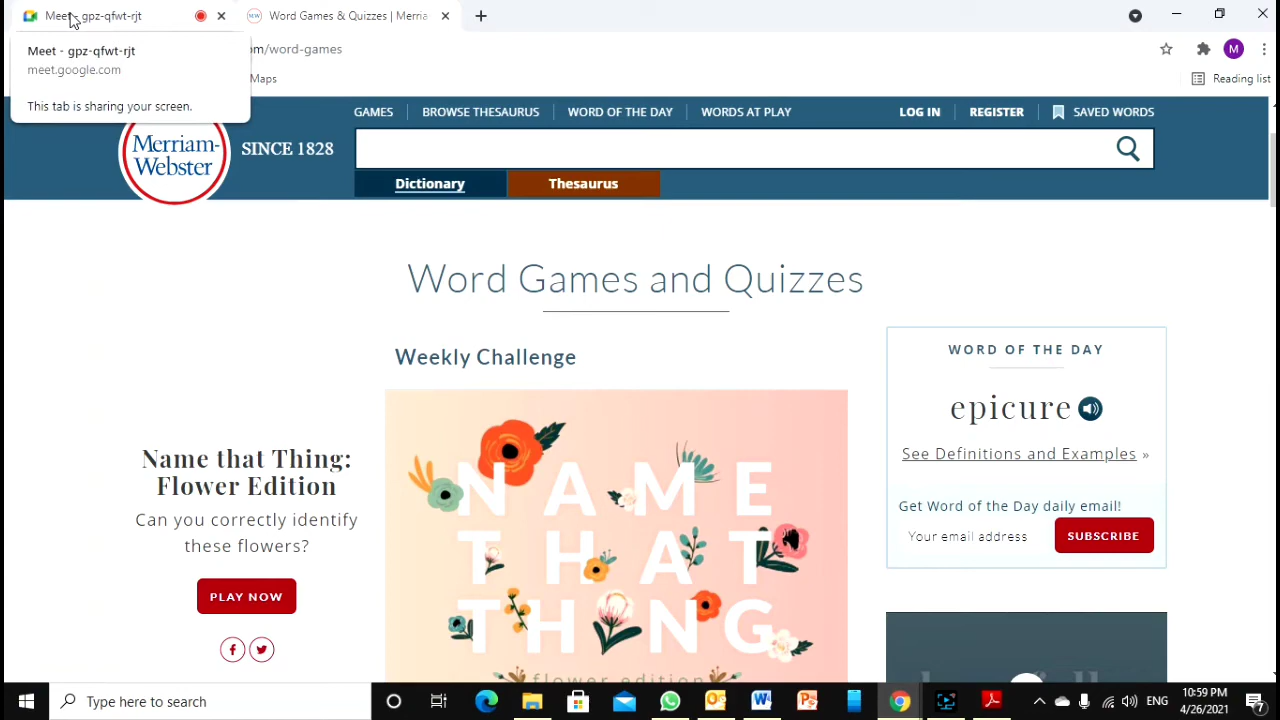 Meet - gpz-qfwt-rjt
Word Games & Quizzes | Merria
Meet - gpz-qfwt-rjt
meet.google.com
This tab is sharing your screen.
om/word-games
M
Maps
Reading list
GAMES
BROWSE THESAURUS
WORD OF THE DAY
WORDS AT PLAY
LOG IN
REGISTER
SAVED WORDS
Merriam-
Webster
SINCE 1828
Dictionary
Thesaurus
Word Games and Quizzes
Weekly Challenge
Name that Thing:
Flower Edition
Can you correctly identify
these flowers?
PLAY NOW
NAME
THAT
THING
flower edition
WORD OF THE DAY
epicure
See Definitions and Examples »
Get Word of the Day daily email!
Your email address
SUBSCRIBE
Type here to search
ENG
10:59 PM
4/26/2021
7